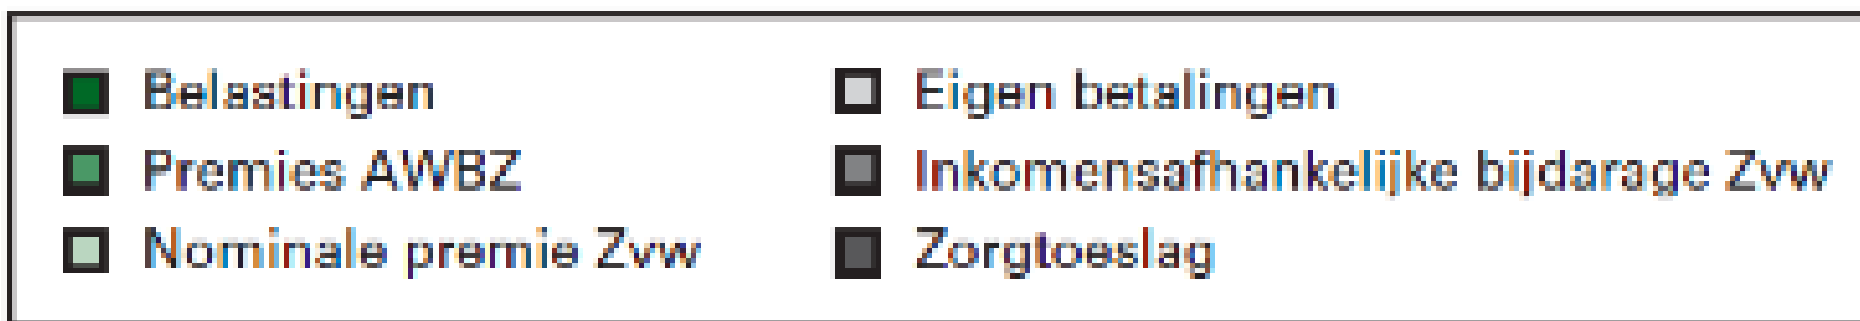 Belastingen
Premies AWBZ
Nominale premie Zvw
Eigen betalingen
Inkomensafhankelijke bijdarage Zvw
Zorgtoeslag